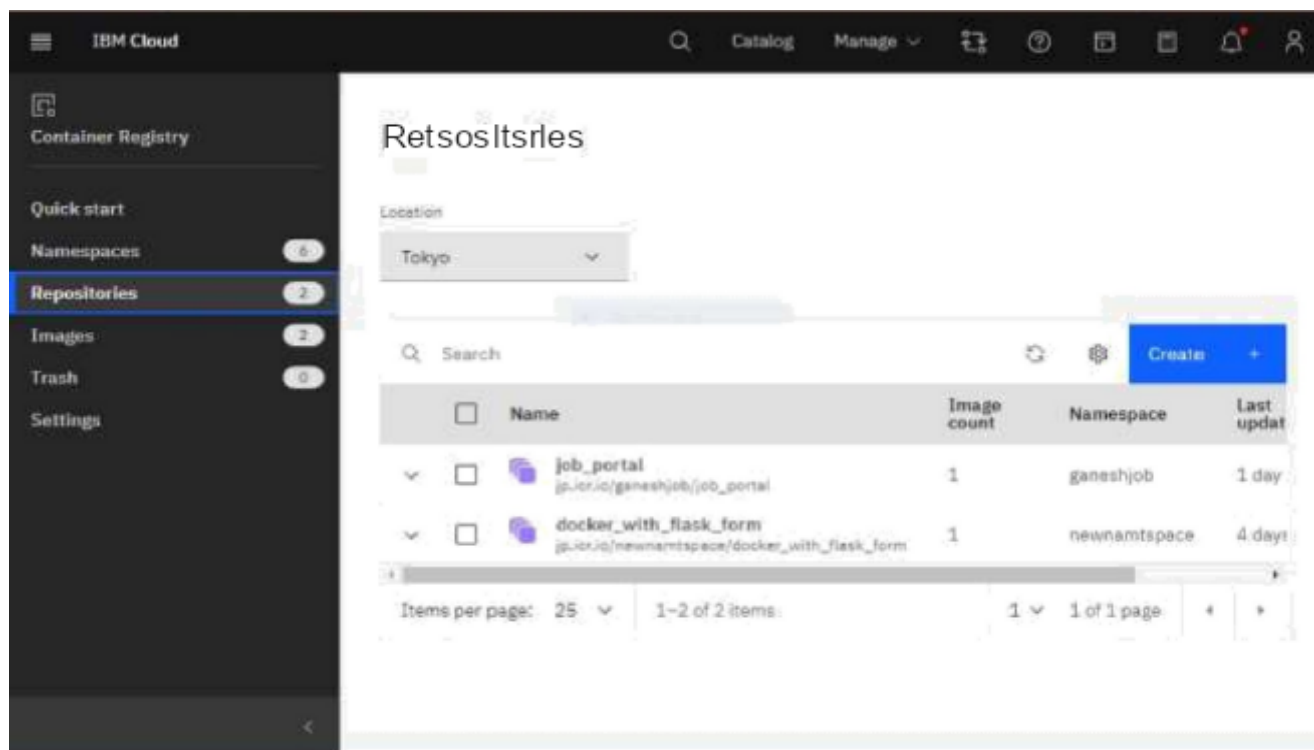 IBM Cloud
Catalog
Manage
Container Registry
Quick start
Namespaces 6
Repositories 2
Images 2
Trash 0
Settings
RetsosItsrles
Location
Tokyo
Search
Create +
Name
Image count
Namespace
Last updat
job_portal
jp.icr.io/ganeshjob/job_portal
1
ganeshjob
1 day
docker_with_flask_form
jp.icr.io/newnamtspace/docker_with_flask_form
1
newnamtspace
4 days
Items per page: 25
1–2 of 2 items
1
1 of 1 page